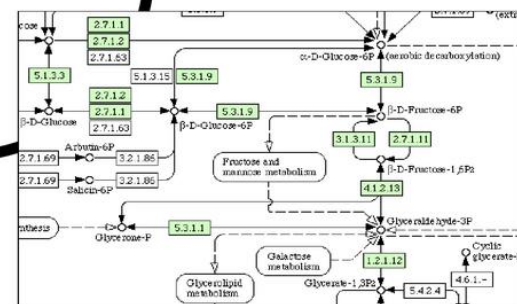 2.7.1.1
2.7.1.2
2.7.1.63
α-D-Glucose-6P
(aerobic decarboxylation)
5.1.3.3
5.1.3.15
5.3.1.9
5.3.1.9
2.7.1.2
2.7.1.1
2.7.1.63
5.3.1.9
β-D-Glucose
β-D-Glucose-6P
β-D-Fructose-6P
3.1.3.11
2.7.1.11
Arbutin-6P
2.7.1.69
3.2.1.86
Fructose and
mannose metabolism
β-D-Fructose-1,6P2
2.7.1.69
3.2.1.86
Salicin-6P
4.1.2.13
nthesis
Glycerone-P
5.3.1.1
Glyceraldehyde-3P
Galactose
metabolism
Cyclic
glycerate-
1.2.1.12
Glycerolipid
metabolism
Glycerate-1,3P2
4.6.1.-
5.4.2.4